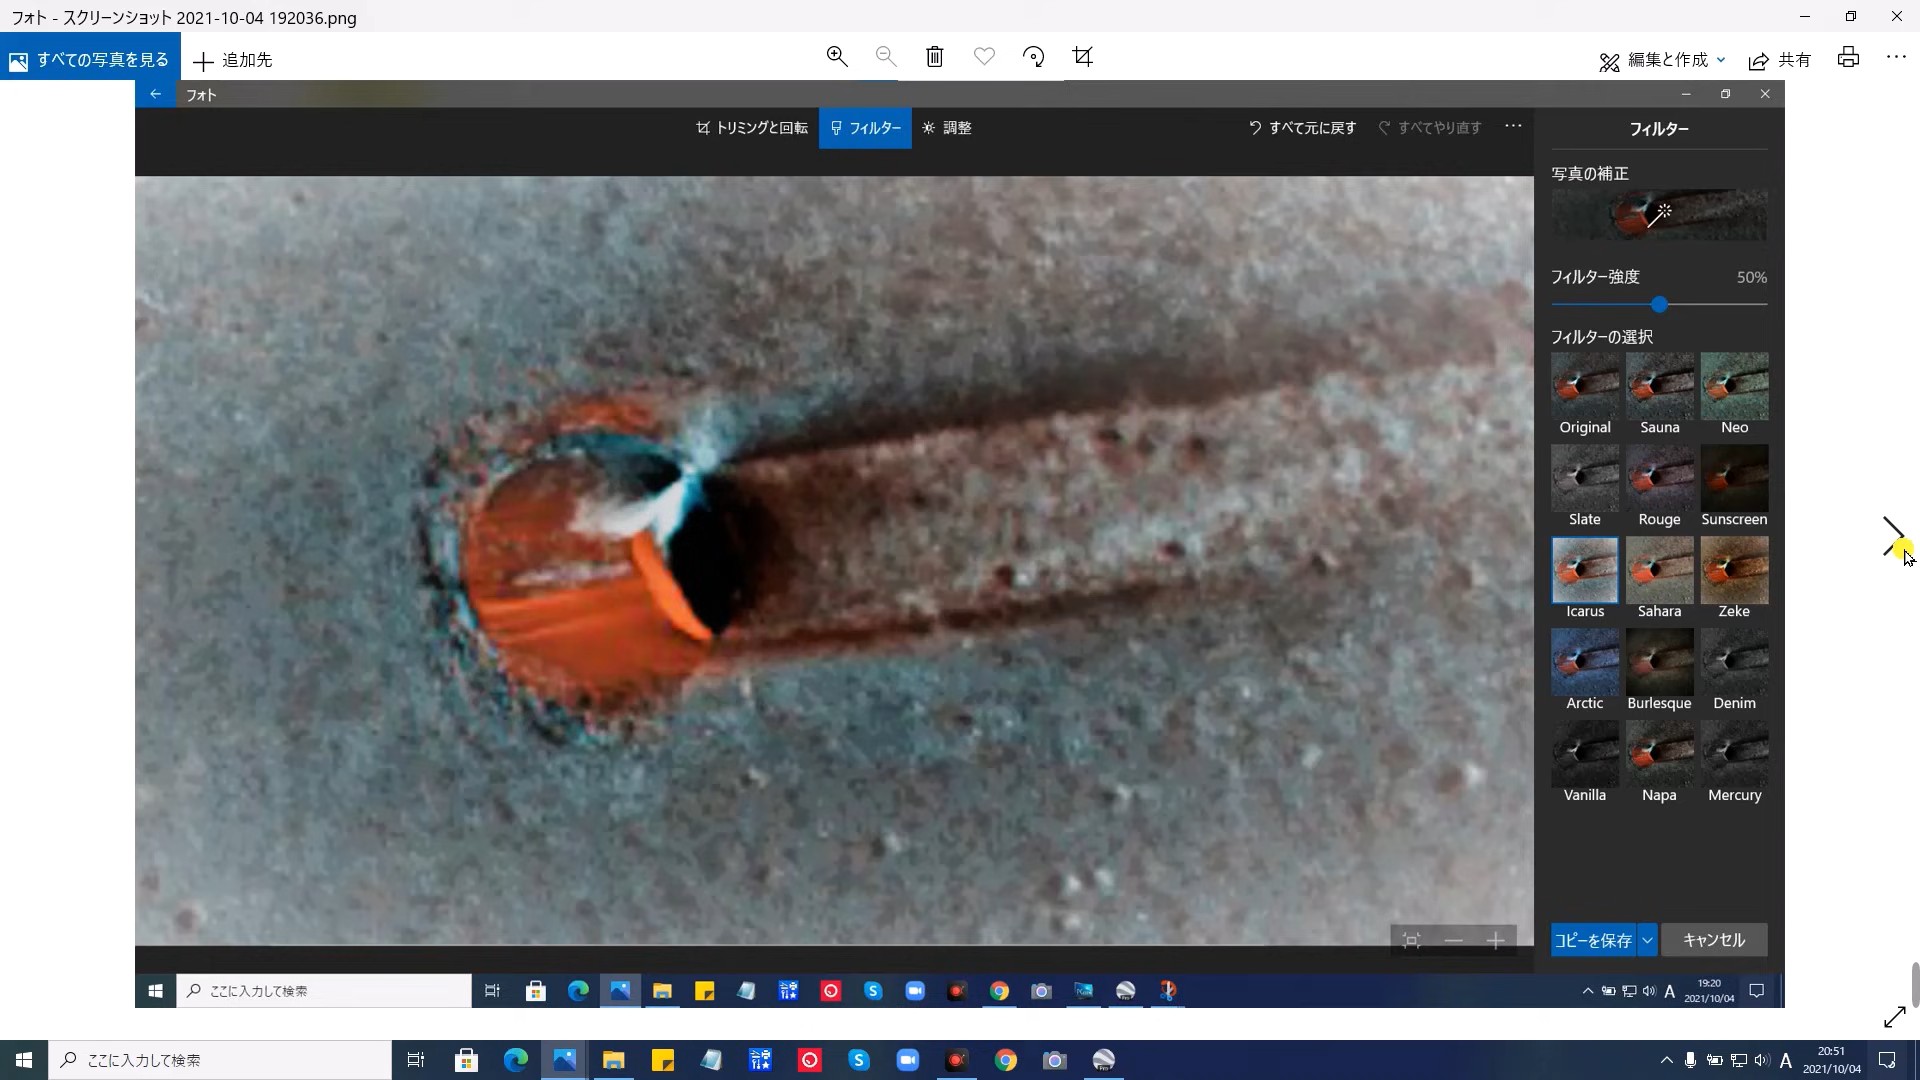 フォト - スクリーンショット 2021-10-04 192036.png
すべての写真を見る
追加先
編集と作成
共有
フォト
トリミングと回転
フィルター
調整
すべて元に戻す
すべてやり直す
フィルター
写真の補正
フィルター強度 50%
フィルターの選択
Original Sauna Neo
Slate Rouge Sunscreen
Icarus Sahara Zeke
Arctic Burlesque Denim
Vanilla Napa Mercury
コピーを保存 キャンセル
ここに入力して検索
A
19:20
2021/10/04
ここに入力して検索
A
20:51
2021/10/04